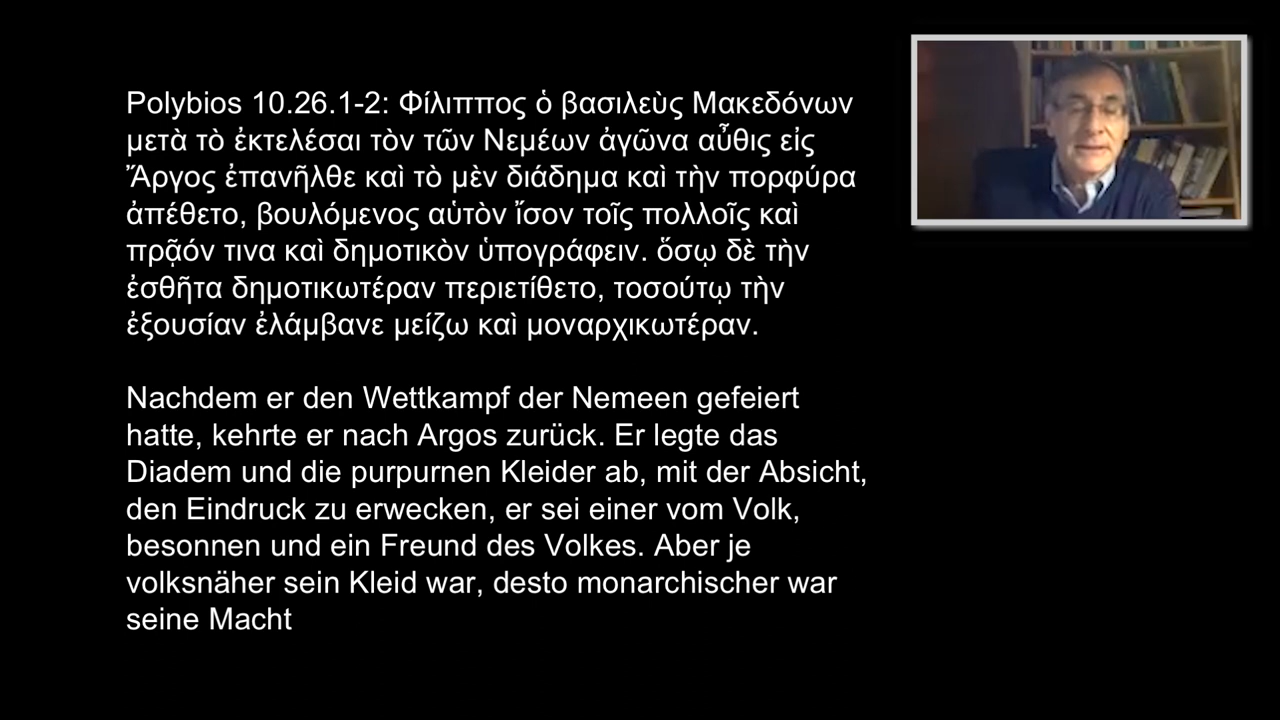 Polybios 10.26.1-2: Φίλιππος ὁ βασιλεὺς Μακεδόνων
μετὰ τὸ ἐκτελέσαι τὸν τῶν Νεμέων ἀγῶνα αὖθις εἰς
Ἄργος ἐπανῆλθε καὶ τὸ μὲν διάδημα καὶ τὴν πορφύρα
ἀπέθετο, βουλόμενος αὑτὸν ἴσον τοῖς πολλοῖς καὶ
πρᾷόν τινα καὶ δημοτικὸν ὑπογράφειν. ὅσῳ δὲ τὴν
ἐσθῆτα δημοτικωτέραν περιετίθετο, τοσούτῳ τὴν
ἐξουσίαν ἐλάμβανε μείζω καὶ μοναρχικωτέραν.
Nachdem er den Wettkampf der Nemeen gefeiert
hatte, kehrte er nach Argos zurück. Er legte das
Diadem und die purpurnen Kleider ab, mit der Absicht,
den Eindruck zu erwecken, er sei einer vom Volk,
besonnen und ein Freund des Volkes. Aber je
volksnäher sein Kleid war, desto monarchischer war
seine Macht